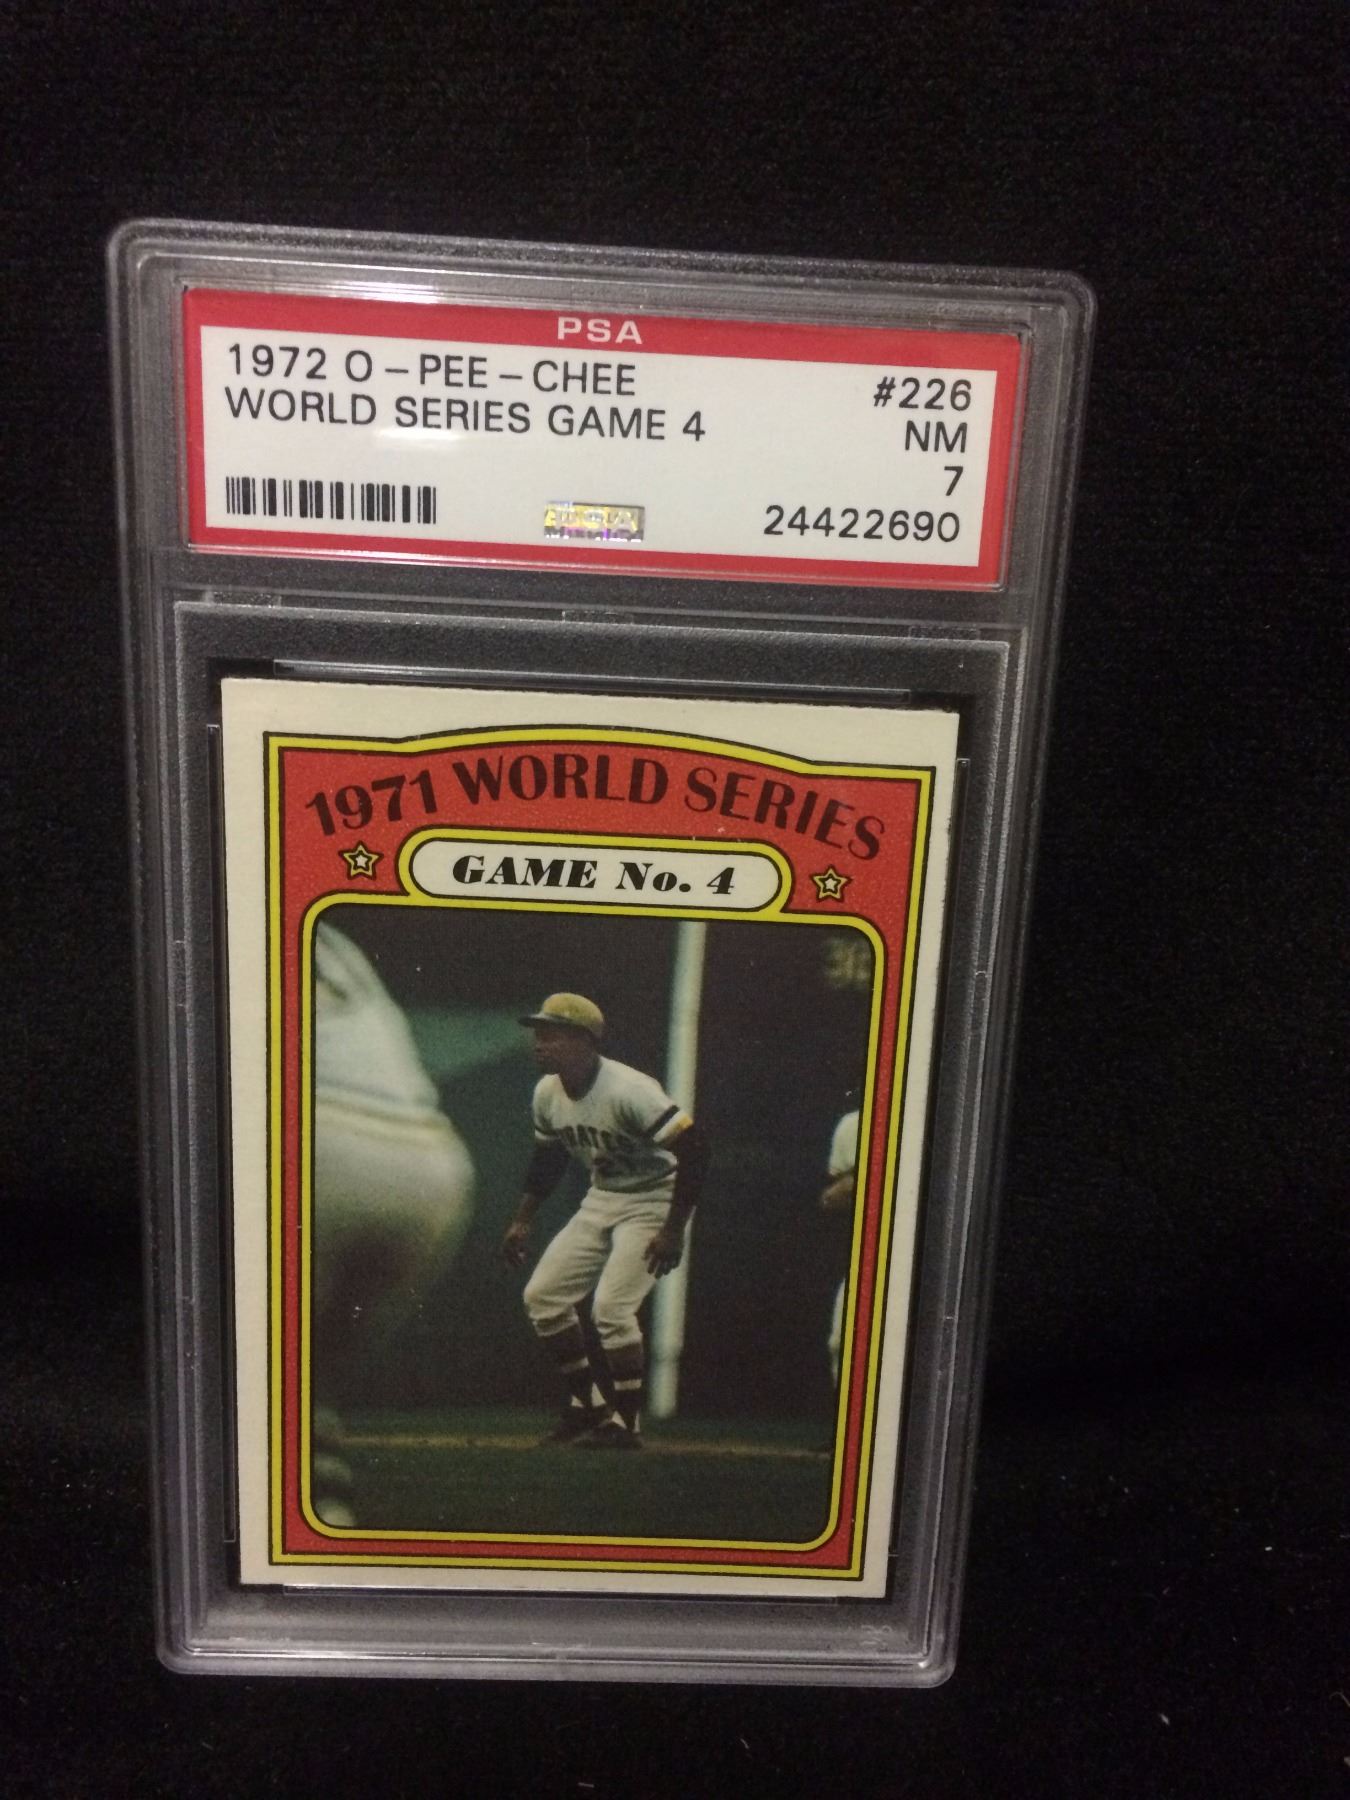 PSA
1972 O-PEE-CHEE #226
WORLD SERIES GAME 4 NM
7
24422690
1971 WORLD SERIES
GAME No. 4